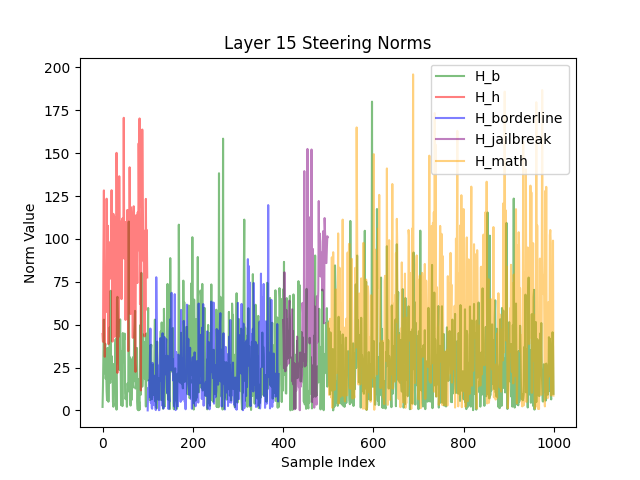 Layer 15 Steering Norms
H_b
H_h
H_borderline
H_jailbreak
H_math
Norm Value
200
175
150
125
100
75
50
25
0
0 200 400 600 800 1000
Sample Index